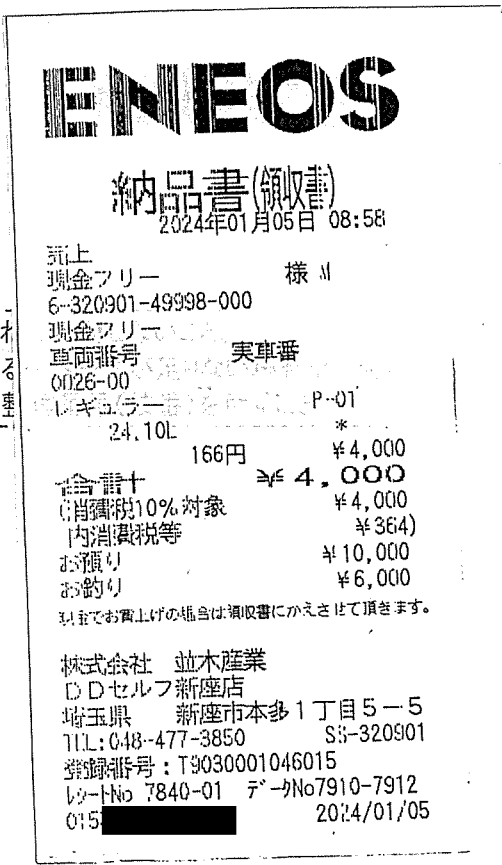 ENEOS
納品書(領収書)
2024年01月05日 08:58
売上
現金フリー 様 M
6-320901-49998-000
現金フリー
車両番号 実車番
0026-00
レギュラー P-01
24.10L *
166円 ¥4,000
合計 ¥4,000
(消費税10%対象 ¥4,000
内消費税等 ¥364)
お預り ¥10,000
お釣り ¥6,000
現金でお買上げの場合は領収書にかえさせて頂きます。
株式会社 並木産業
DDセルフ新座店
埼玉県 新座市本多1丁目5-5
TEL:048-477-3850 SS-320901
登録番号:T9030001046015
レシートNo 7840-01 データNo7910-7912
015 2024/01/05